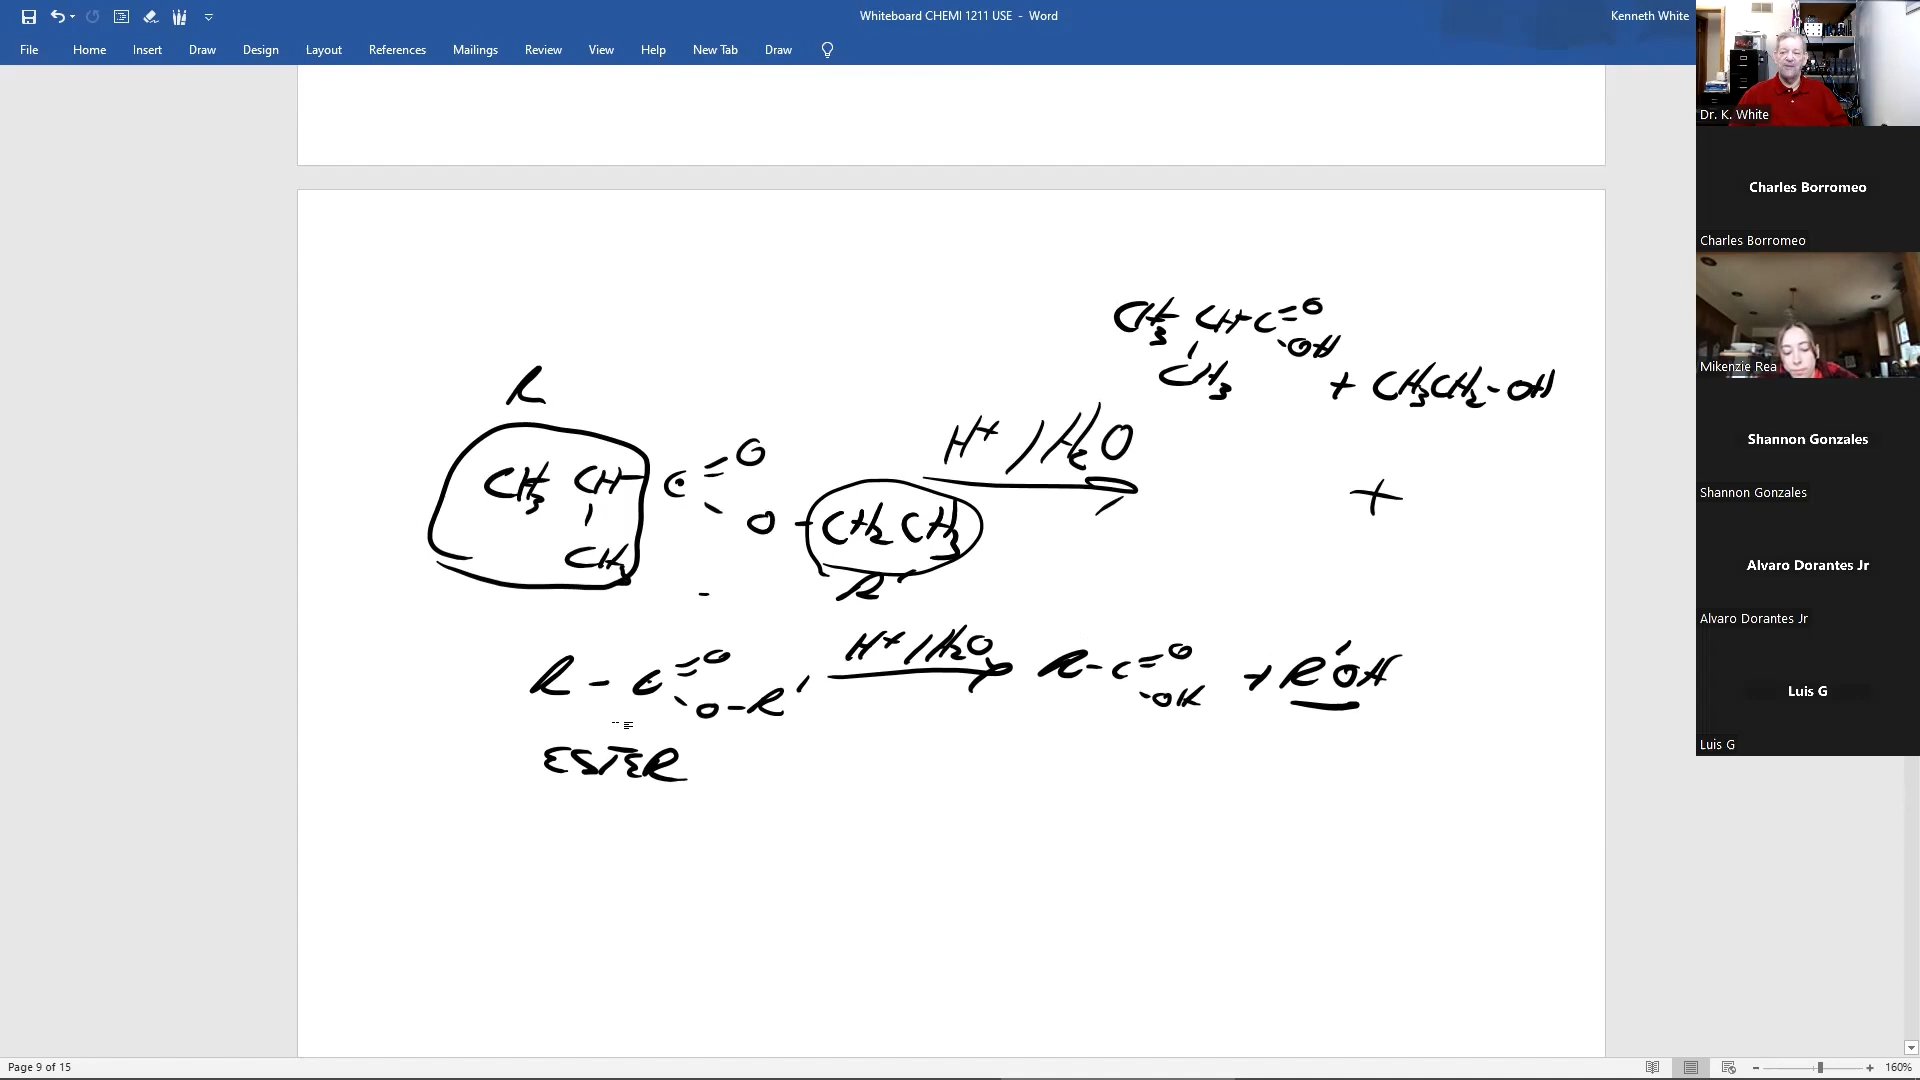 Whiteboard CHEMI 1211 USE - Word
Kenneth White
File Home Insert Draw Design Layout References Mailings Review View Help New Tab Draw
Dr. K. White
Charles Borromeo
Charles Borromeo
Mikenzie Rea
Shannon Gonzales
Shannon Gonzales
Alvaro Dorantes Jr
Alvaro Dorantes Jr
Luis G
Luis G
CH3 CH-C=O
-OH
CH3
+ CH3CH2-OH
R
CH3 CH-C=O
CH3
O-CH2CH3
R'
H+/H2O
+
R-C=O
O-R'
H+/H2O
R-C=O
-OH
+R'OH
ESTER
Page 9 of 15
160%